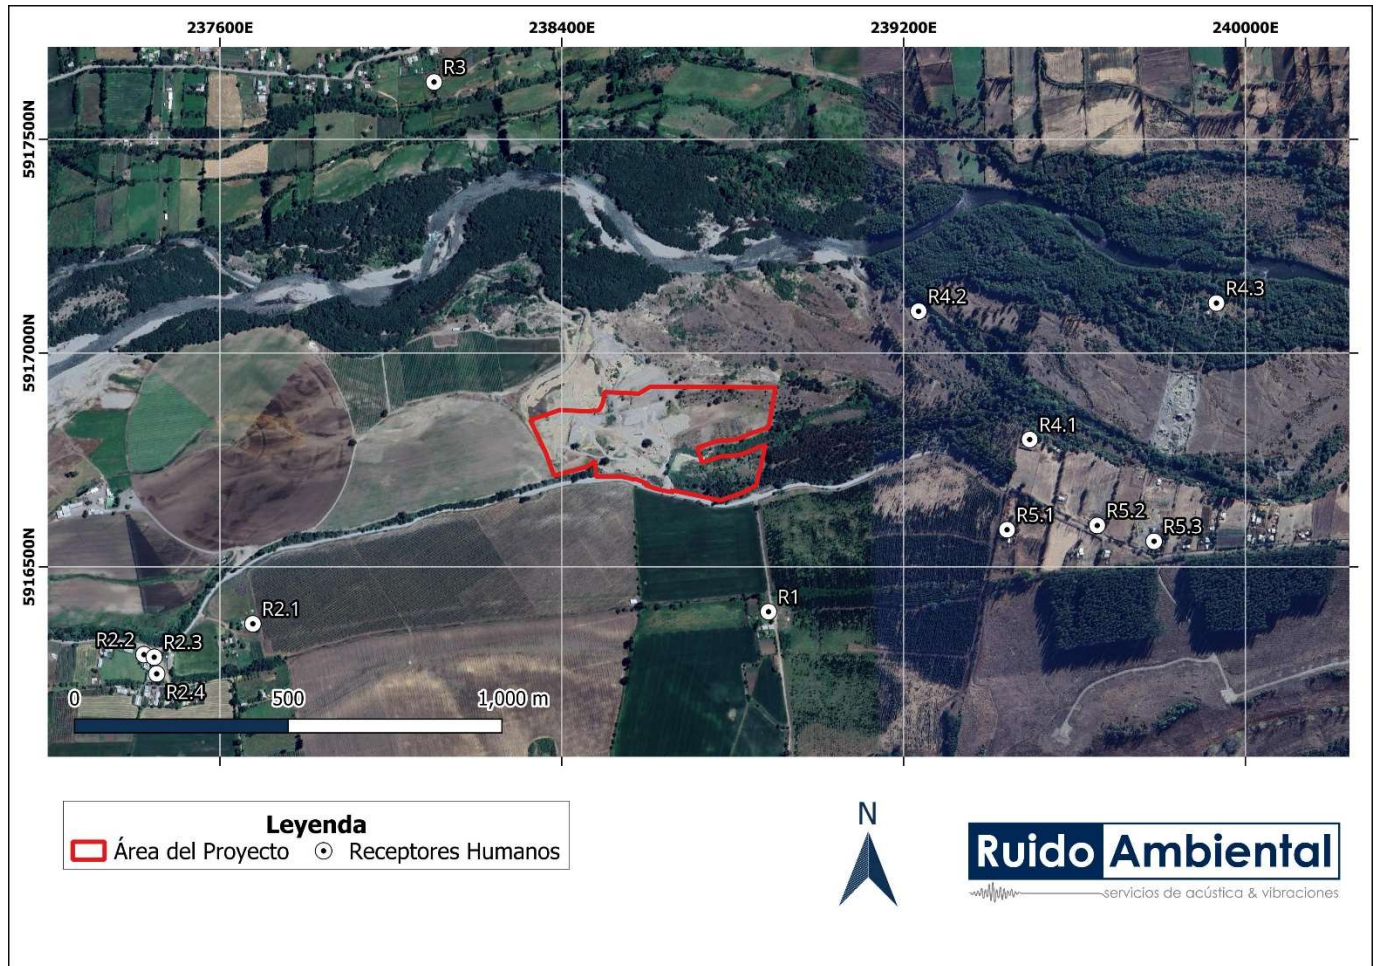 237600E 238400E 239200E 240000E
R3
5917500N
R4.2 R4.3
5917000N
R4.1
R5.1 R5.2 R5.3
5916500N
R1
R2.1
R2.2 R2.3
R2.4
0 500 1,000 m
Leyenda
Área del Proyecto Receptores Humanos
N
Ruido Ambiental
servicios de acústica & vibraciones